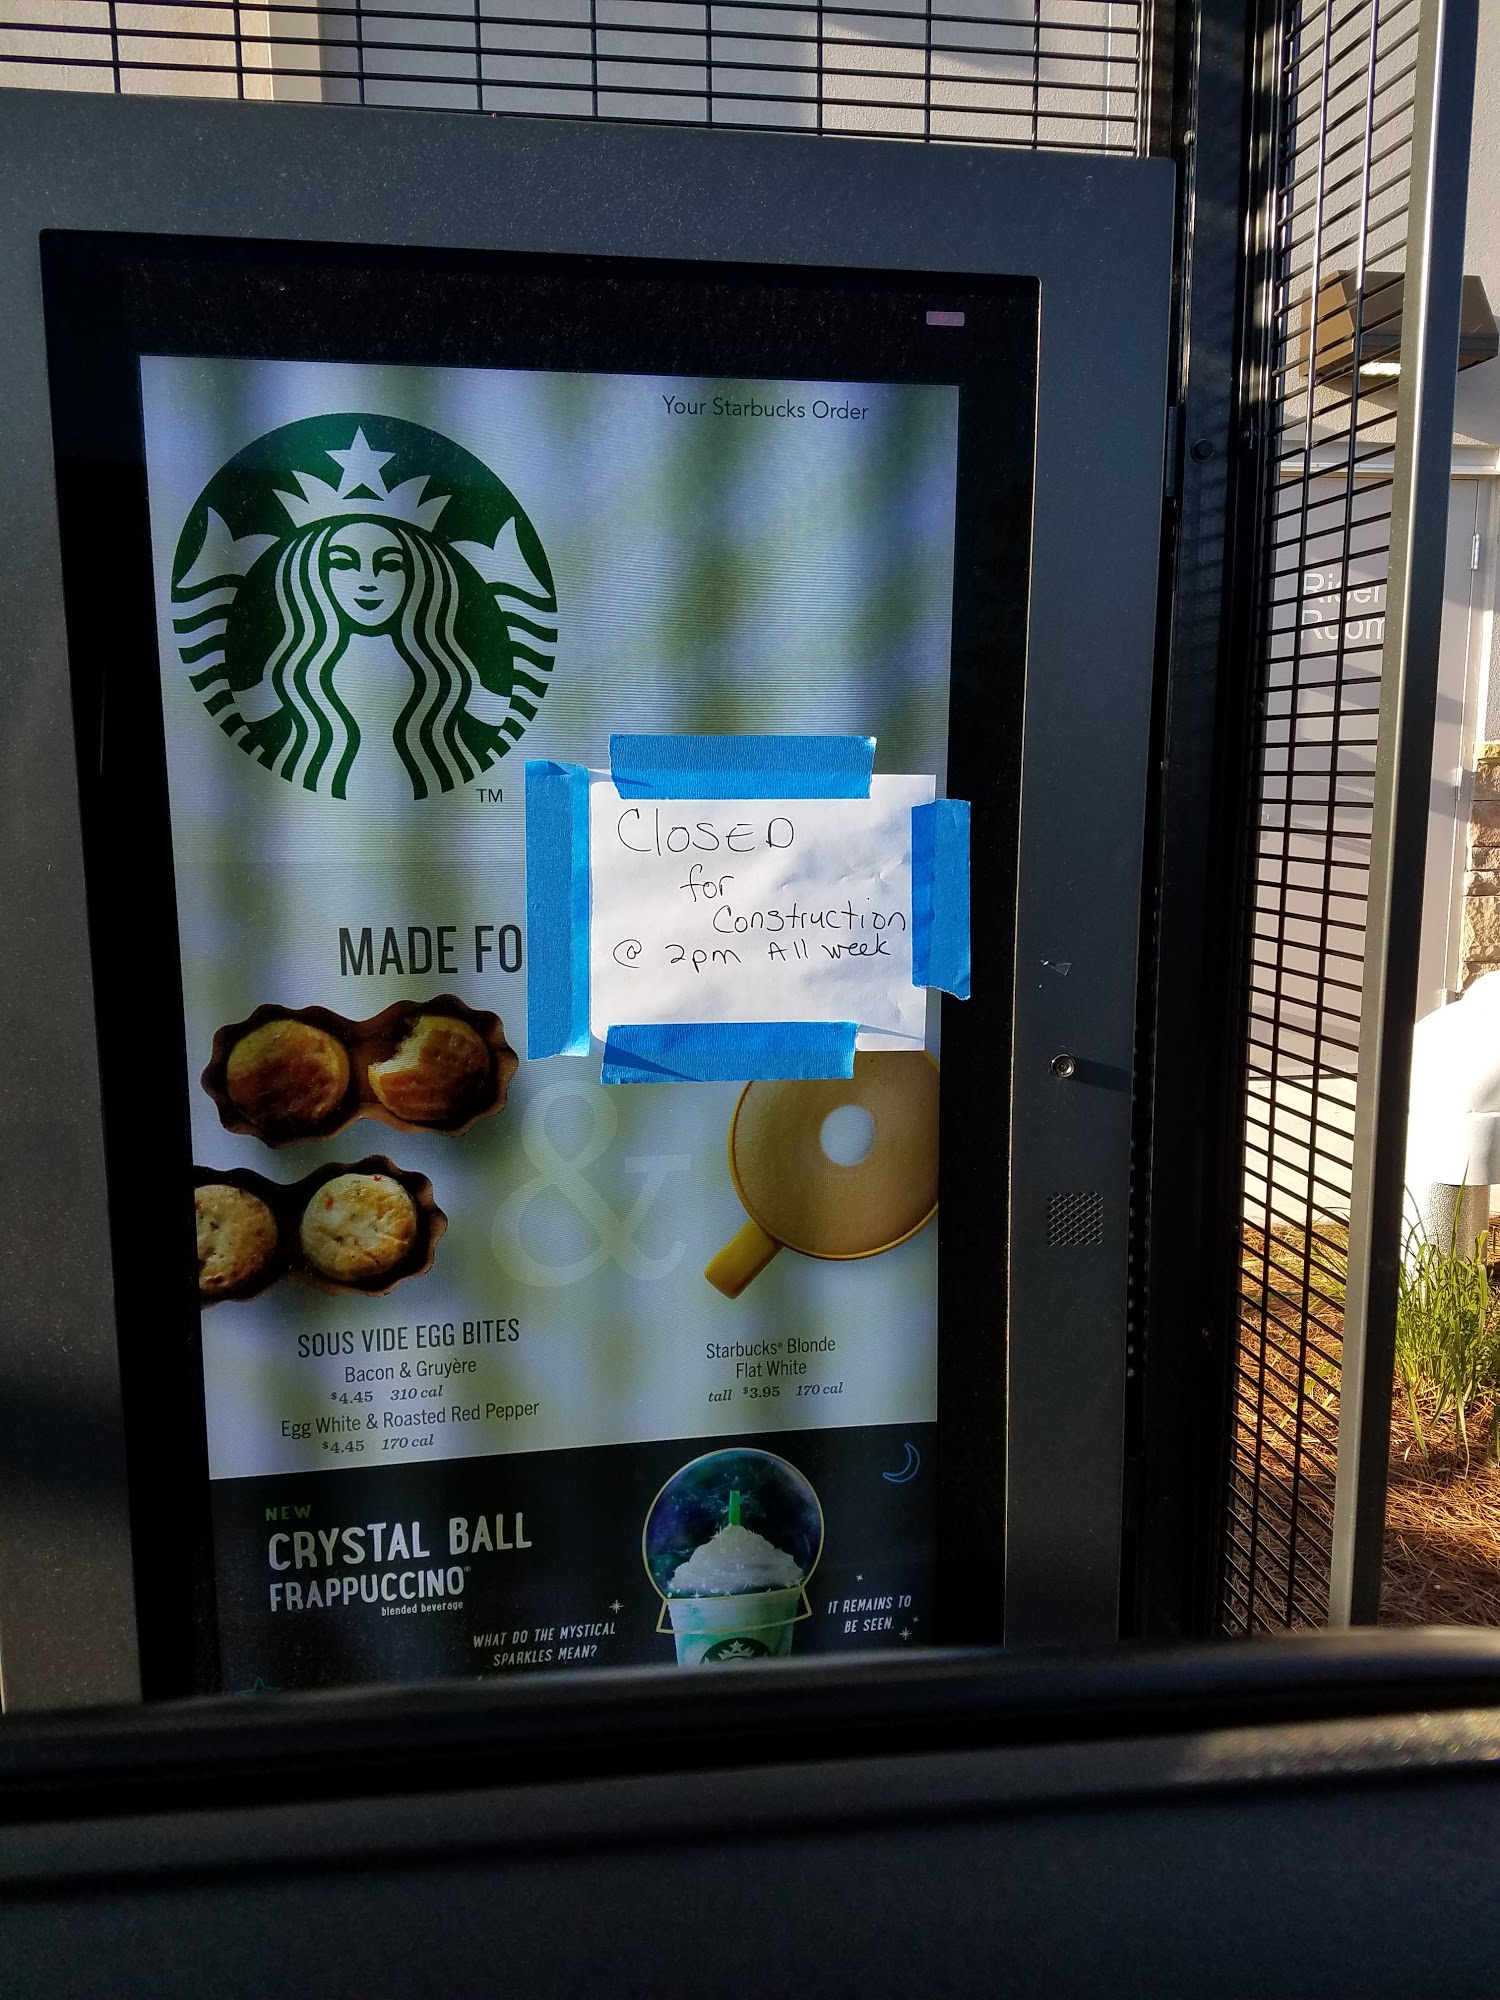 Your Starbucks Order
TM
CLOSED
for
Construction
@ 2pm All week
MADE FO
&
SOUS VIDE EGG BITES
Bacon & Gruyère
$4.45 310 cal
Egg White & Roasted Red Pepper
$4.45 170 cal
Starbucks® Blonde
Flat White
tall $3.95 170 cal
NEW
CRYSTAL BALL
FRAPPUCCINO®
blended beverage
WHAT DO THE MYSTICAL
SPARKLES MEAN?
IT REMAINS TO
BE SEEN.
Riser
Room